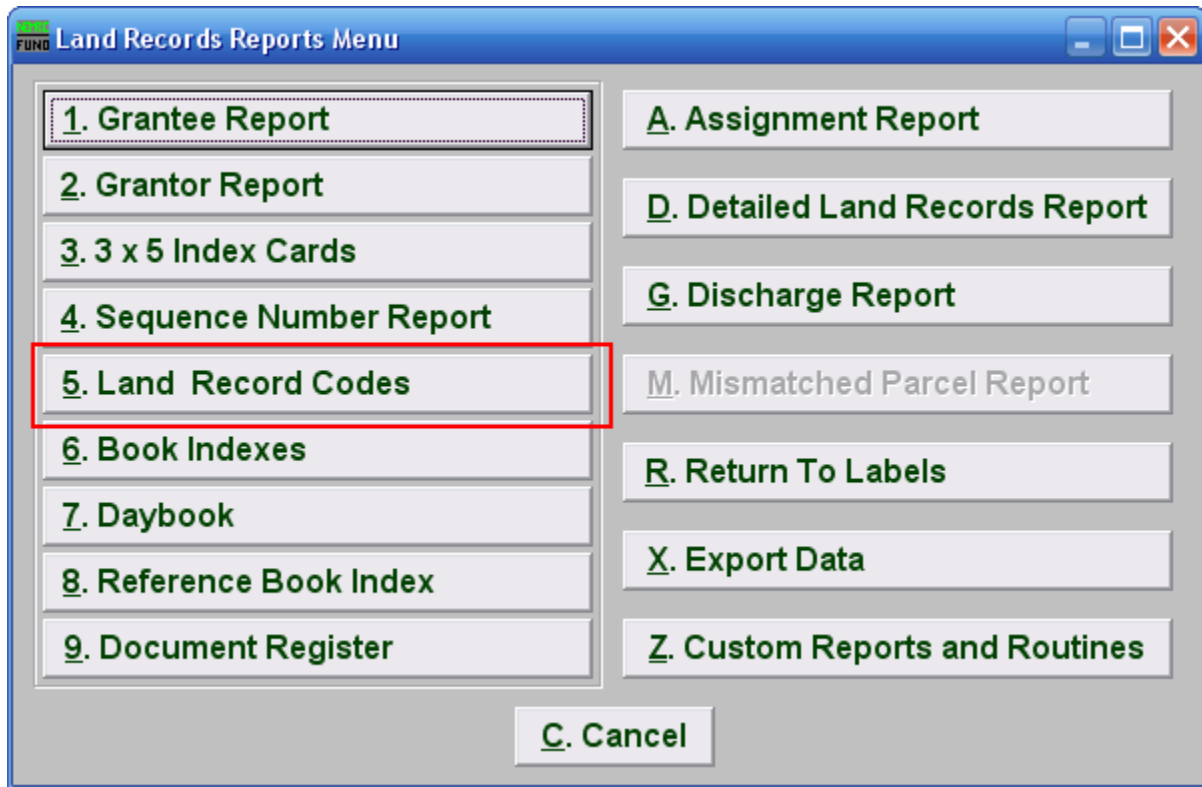 NEMRC
FUND Land Records Reports Menu
1. Grantee Report
2. Grantor Report
3. 3 x 5 Index Cards
4. Sequence Number Report
5. Land  Record Codes
6. Book Indexes
7. Daybook
8. Reference Book Index
9. Document Register
A. Assignment Report
D. Detailed Land Records Report
G. Discharge Report
M. Mismatched Parcel Report
R. Return To Labels
X. Export Data
Z. Custom Reports and Routines
C. Cancel